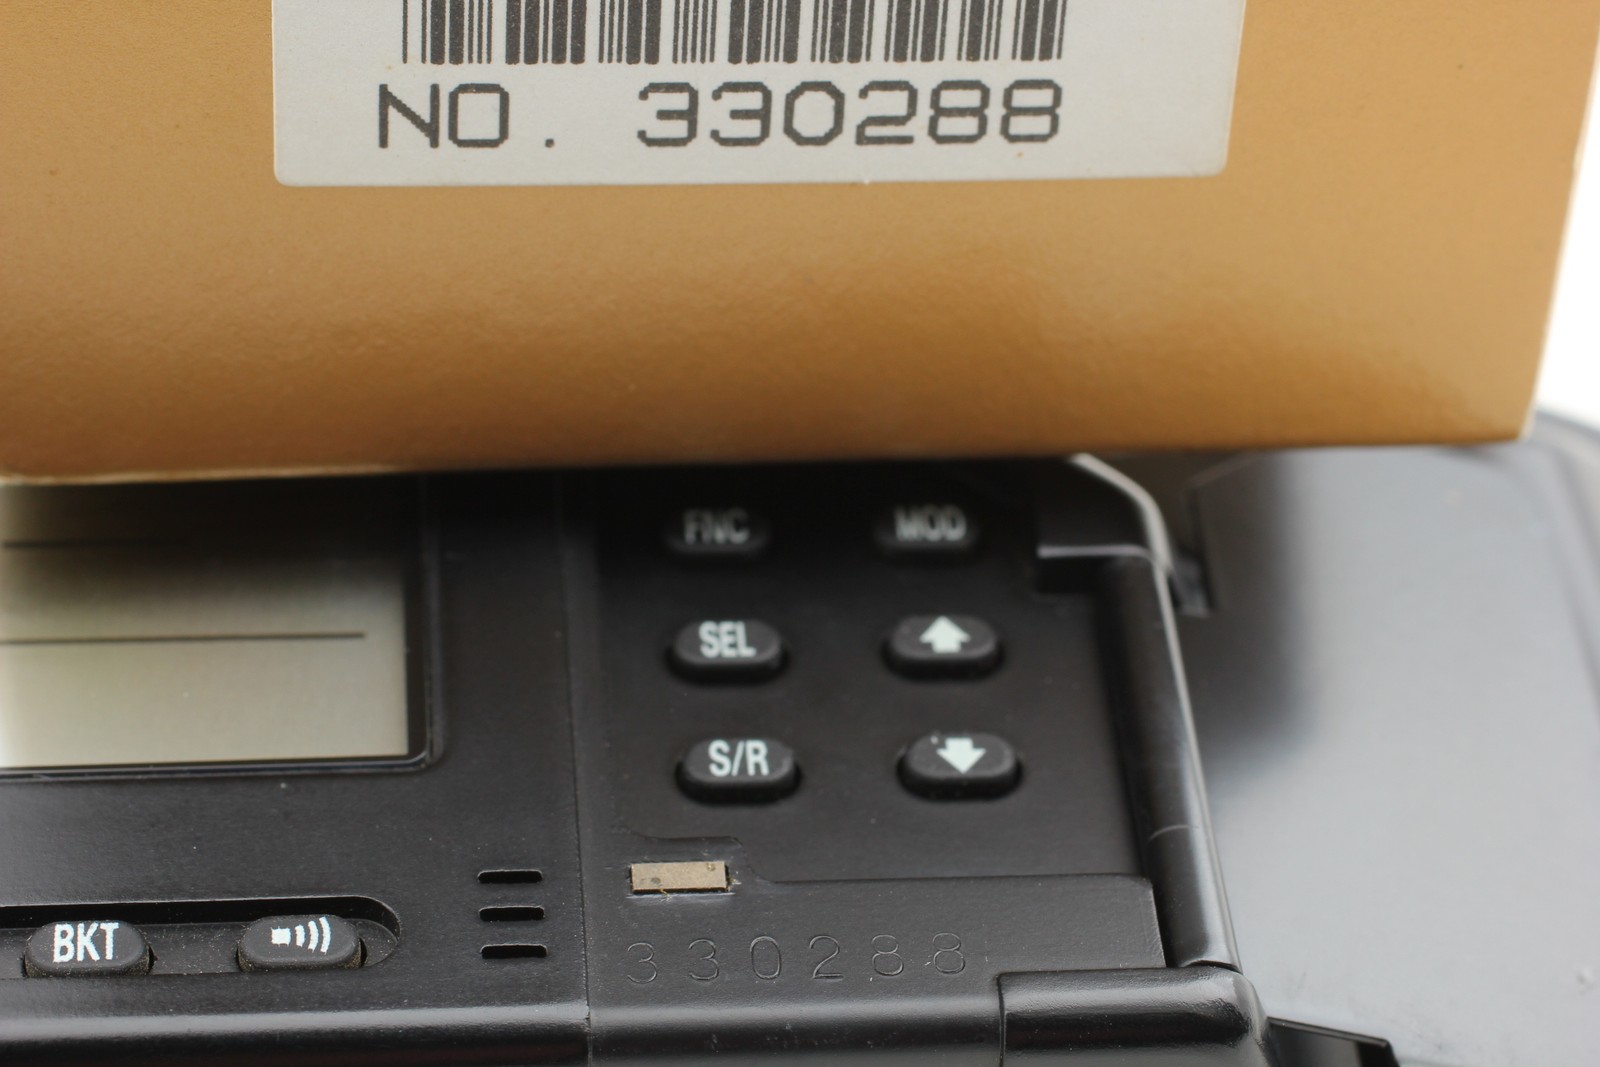 NO. 330288
FNC MOD
SEL
S/R
BKT
330288